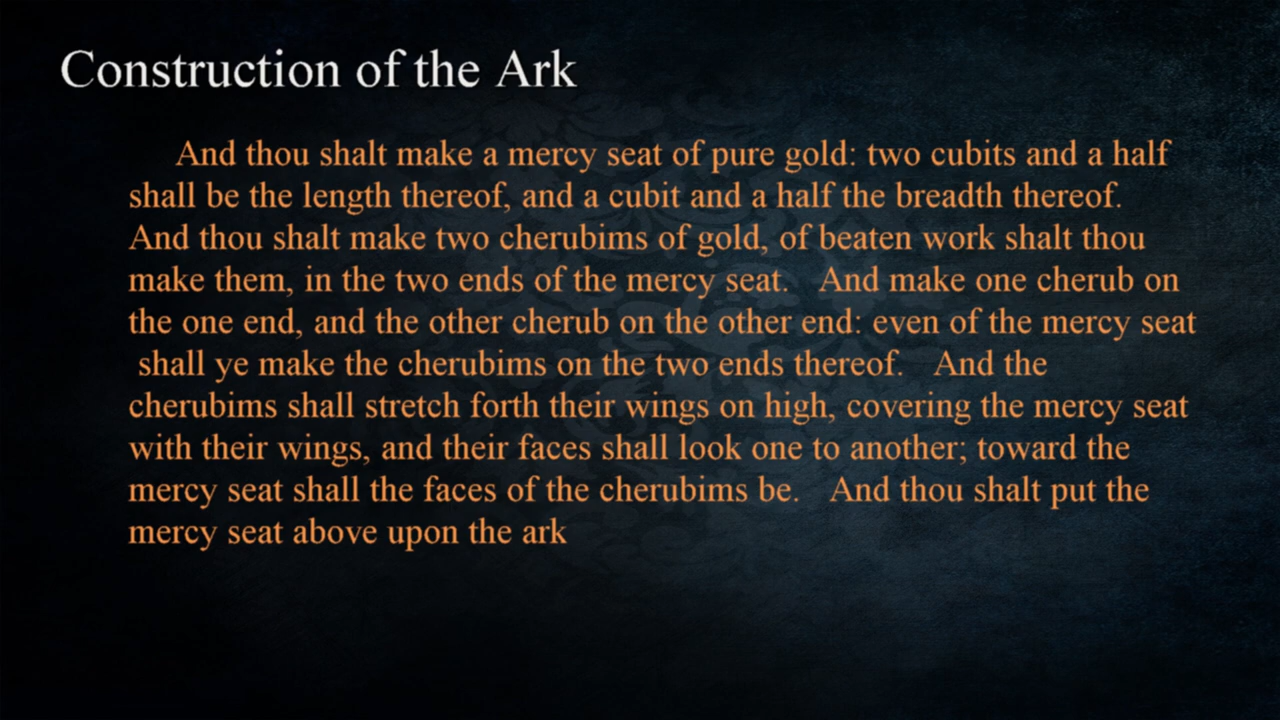 Construction of the Ark
And thou shalt make a mercy seat of pure gold: two cubits and a half
shall be the length thereof, and a cubit and a half the breadth thereof.
And thou shalt make two cherubims of gold, of beaten work shalt thou
make them, in the two ends of the mercy seat. And make one cherub on
the one end, and the other cherub on the other end: even of the mercy seat
shall ye make the cherubims on the two ends thereof. And the
cherubims shall stretch forth their wings on high, covering the mercy seat
with their wings, and their faces shall look one to another; toward the
mercy seat shall the faces of the cherubims be. And thou shalt put the
mercy seat above upon the ark